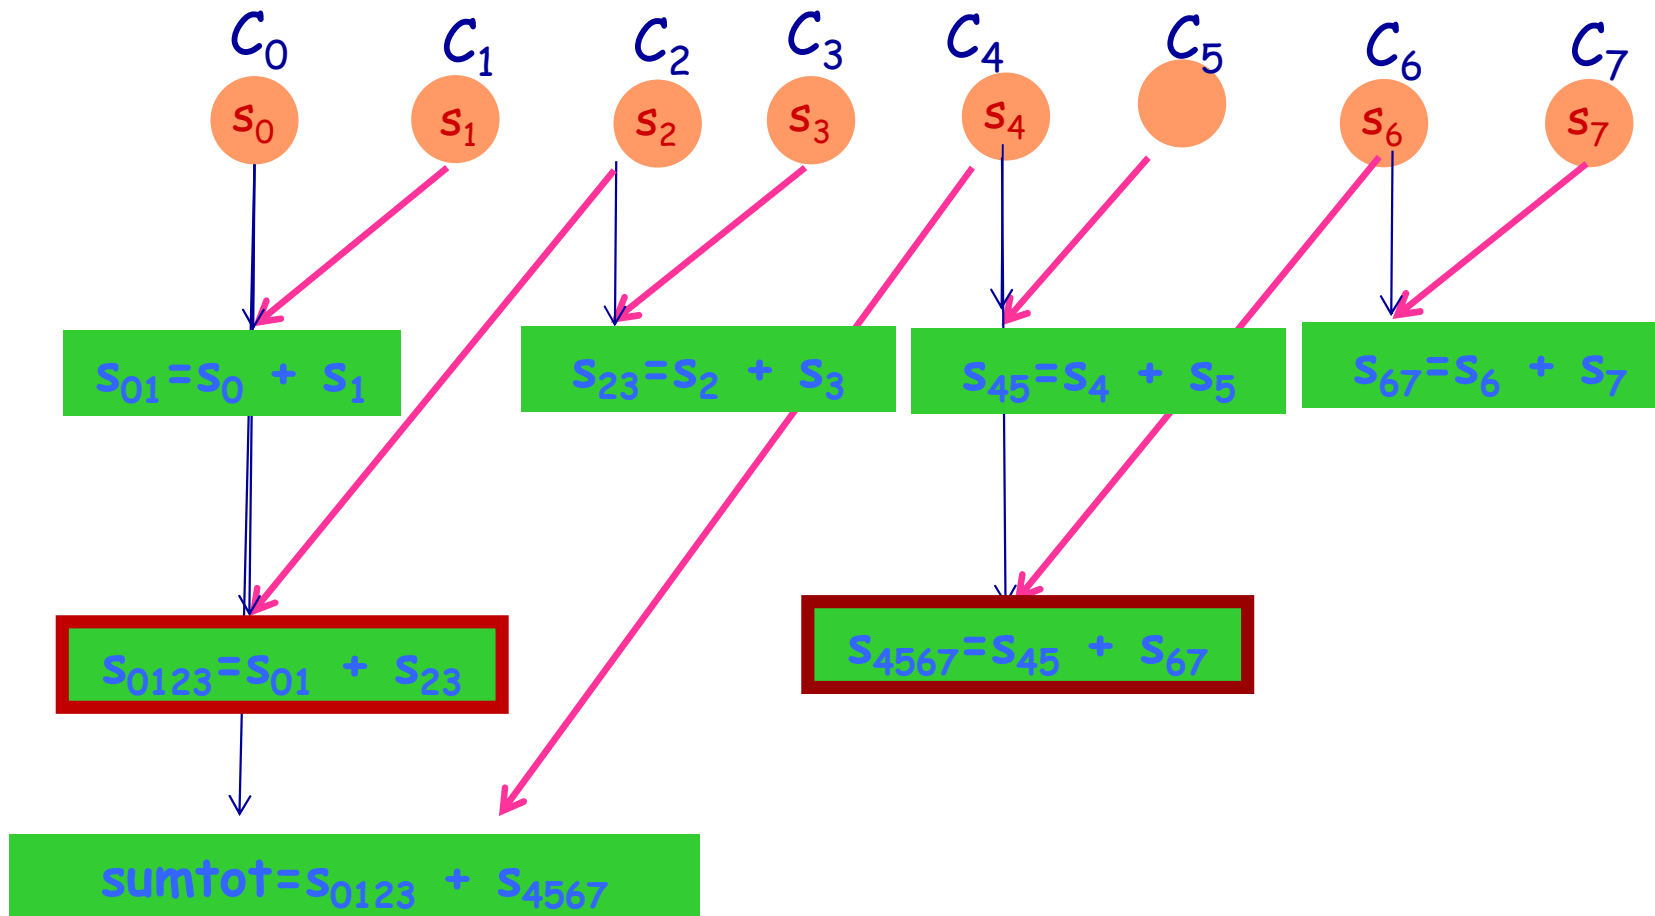 C₀ C₁ C₂ C₃ C₄ C₅ C₆ C₇
s₀ s₁ s₂ s₃ s₄ s₆ s₇
s₀₁=s₀ + s₁
s₂₃=s₂ + s₃
s₄₅=s₄ + s₅
s₆₇=s₆ + s₇
s₀₁₂₃=s₀₁ + s₂₃
s₄₅₆₇=s₄₅ + s₆₇
sumtot=s₀₁₂₃ + s₄₅₆₇